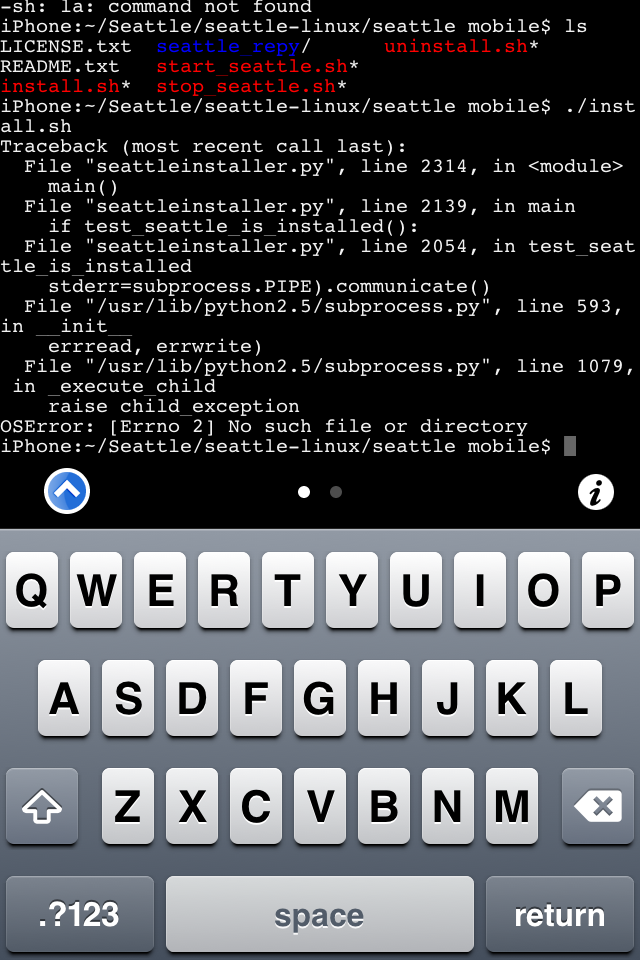 -sh: la: command not found
iPhone:~/Seattle/seattle-linux/seattle mobile$ ls
LICENSE.txt  seattle_repy/      uninstall.sh*
README.txt   start_seattle.sh*
install.sh*  stop_seattle.sh*
iPhone:~/Seattle/seattle-linux/seattle mobile$ ./inst
all.sh
Traceback (most recent call last):
  File "seattleinstaller.py", line 2314, in <module>
    main()
  File "seattleinstaller.py", line 2139, in main
    if test_seattle_is_installed():
  File "seattleinstaller.py", line 2054, in test_seat
tle_is_installed
    stderr=subprocess.PIPE).communicate()
  File "/usr/lib/python2.5/subprocess.py", line 593,
in __init__
    errread, errwrite)
  File "/usr/lib/python2.5/subprocess.py", line 1079,
 in _execute_child
    raise child_exception
OSError: [Errno 2] No such file or directory
iPhone:~/Seattle/seattle-linux/seattle mobile$
i
Q W E R T Y U I O P
A S D F G H J K L
Z X C V B N M
.?123 space return